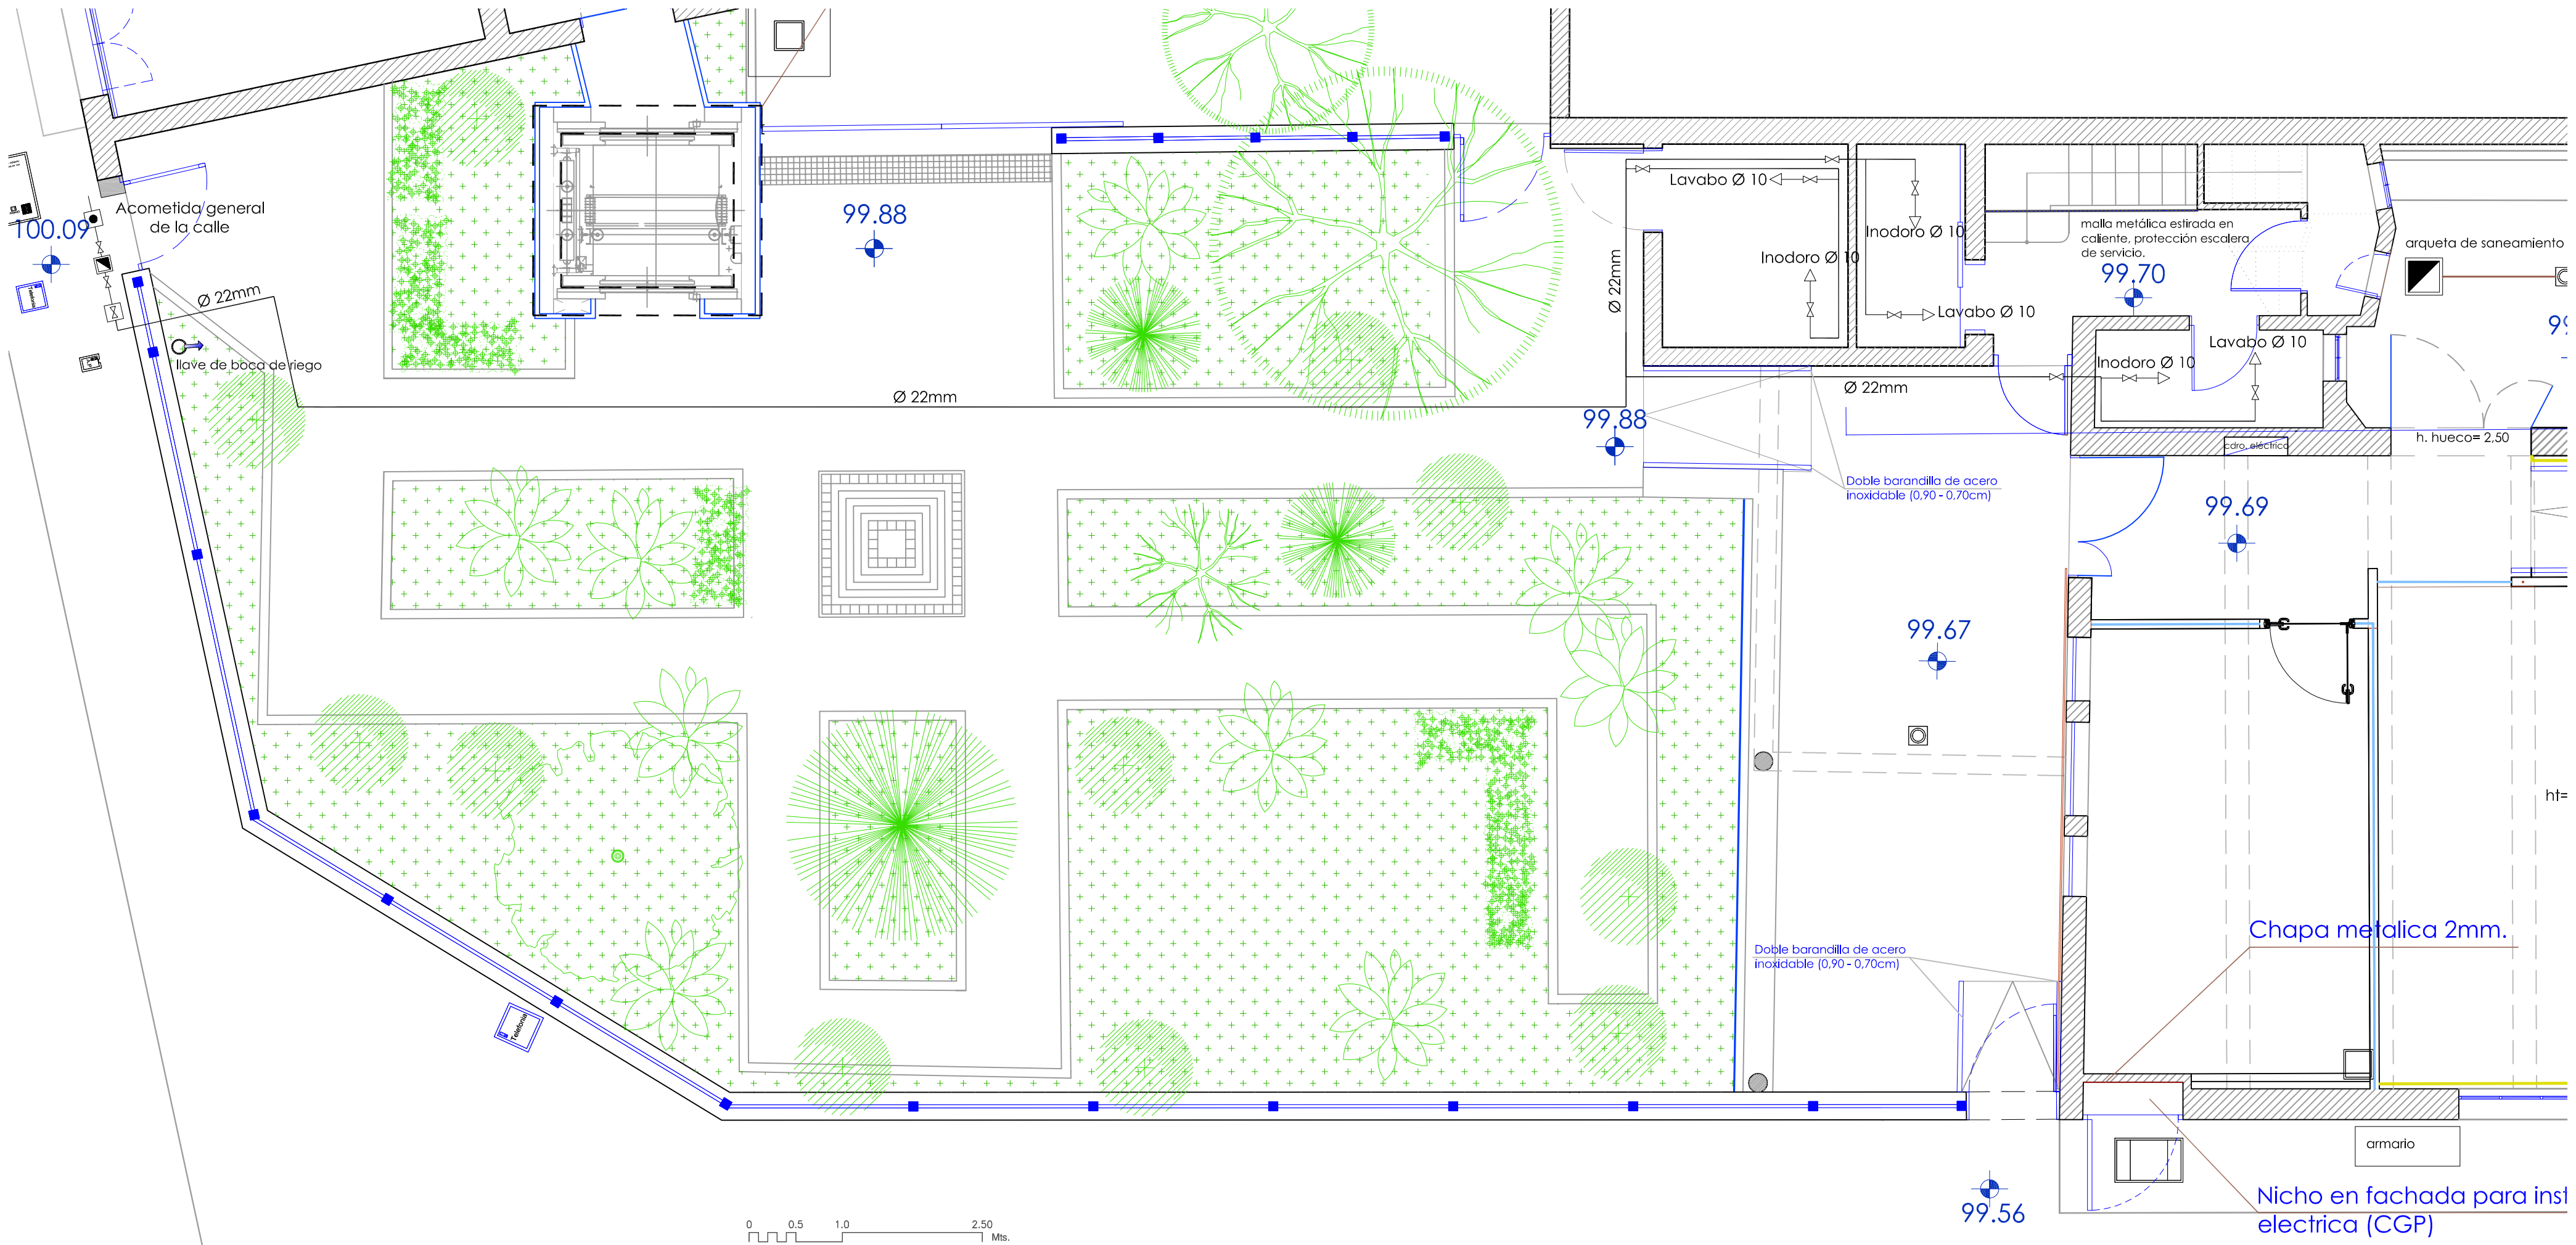 100.09
Acometida general
de la calle
Telefonía
Ø 22mm
llave de boca de riego
99.88
Ø 22mm
Lavabo Ø 10
Inodoro Ø 10
Inodoro Ø 10
Lavabo Ø 10
Ø 22mm
malla metálica estirada en
caliente, protección escalera
de servicio.
99.70
arqueta de saneamiento
Lavabo Ø 10
Inodoro Ø 10
Ø 22mm
99.88
cdro. eléctrico
h. hueco= 2,50
Doble barandilla de acero
inoxidable (0,90 - 0,70cm)
99.69
99.67
ht=
Chapa metalica 2mm.
Doble barandilla de acero
inoxidable (0,90 - 0,70cm)
Telefonía
armario
Nicho en fachada para inst
electrica (CGP)
99.56
0 0.5 1.0 2.50
Mts.